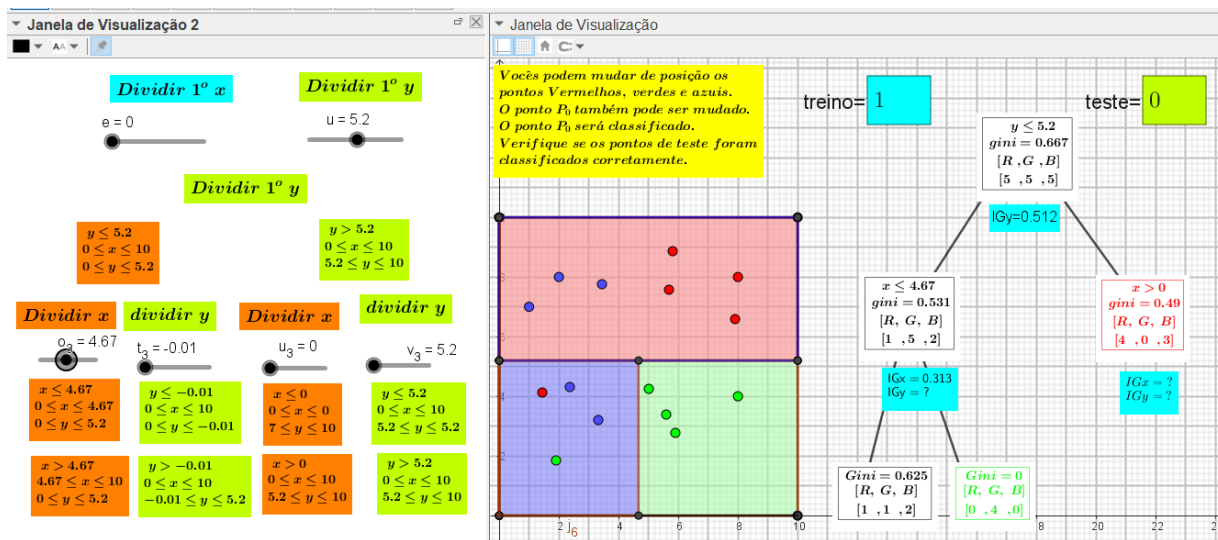 Janela de Visualização 2
Dividir 1º x
Dividir 1º y
e = 0
u = 5.2
Dividir 1º y
y ≤ 5.2
0 ≤ x ≤ 10
0 ≤ y ≤ 5.2
y > 5.2
0 ≤ x ≤ 10
5.2 ≤ y ≤ 10
Dividir x
dividir y
Dividir x
dividir y
o₃ = 4.67
t₃ = -0.01
u₃ = 0
v₃ = 5.2
x ≤ 4.67
0 ≤ x ≤ 4.67
0 ≤ y ≤ 5.2
y ≤ −0.01
0 ≤ x ≤ 10
0 ≤ y ≤ −0.01
x ≤ 0
0 ≤ x ≤ 0
7 ≤ y ≤ 10
y ≤ 5.2
0 ≤ x ≤ 10
5.2 ≤ y ≤ 5.2
x > 4.67
4.67 ≤ x ≤ 10
0 ≤ y ≤ 5.2
y > −0.01
0 ≤ x ≤ 10
−0.01 ≤ y ≤ 5.2
x > 0
0 ≤ x ≤ 10
5.2 ≤ y ≤ 10
y > 5.2
0 ≤ x ≤ 10
5.2 ≤ y ≤ 10
Janela de Visualização
Vocês podem mudar de posição os
pontos Vermelhos, verdes e azuis.
O ponto P₀ também pode ser mudado.
O ponto P₀ será classificado.
Verifique se os pontos de teste foram
classificados corretamente.
treino= 1
teste= 0
y ≤ 5.2
gini = 0.667
[R ,G , B]
[5 ,5 , 5]
IGy=0.512
x ≤ 4.67
gini = 0.531
[R, G, B]
[1 ,5 , 2]
x > 0
gini = 0.49
[R, G, B]
[4 ,0 , 3]
IGx = 0.313
IGy = ?
IGx = ?
IGy = ?
Gini = 0.625
[R, G, B]
[1 , 1 , 2]
Gini = 0
[R, G, B]
[0 ,4 ,0]
8
4
2
2 j₆ 4 6 8 10
8 20 22 2